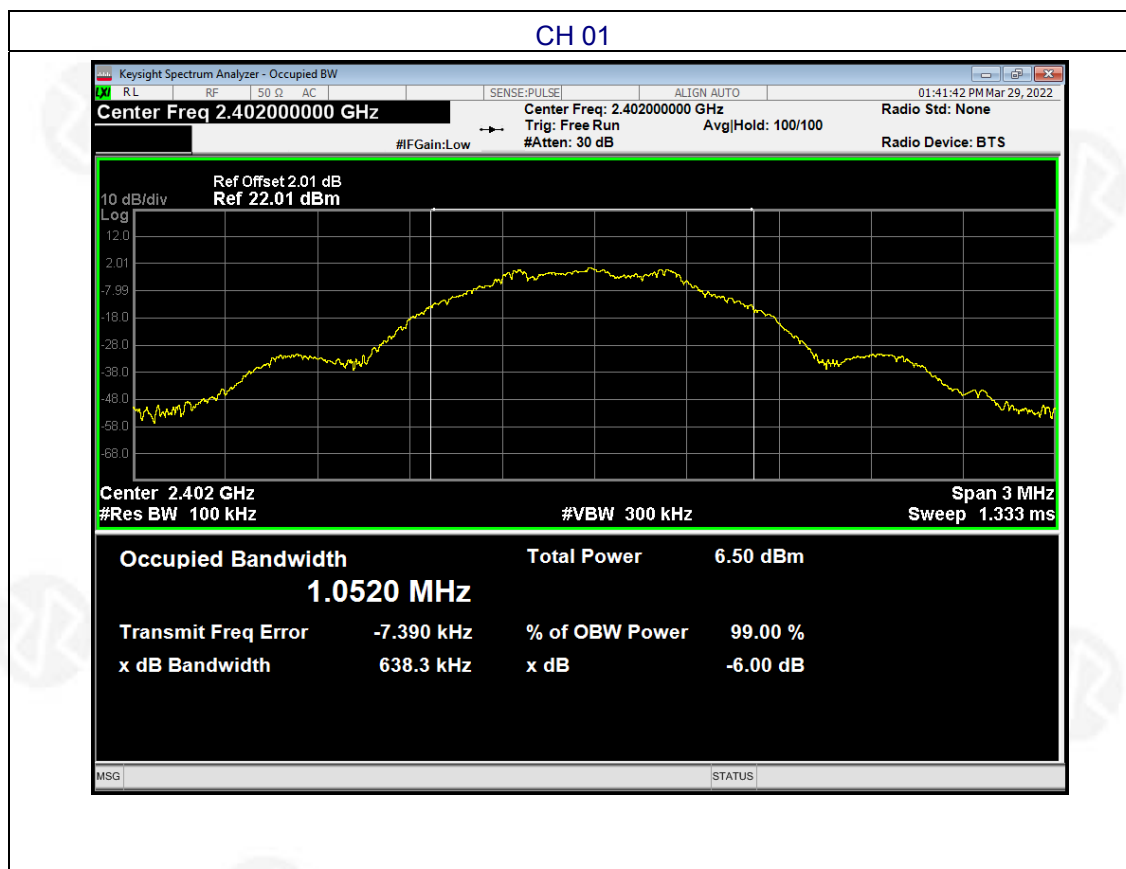 CH 01
Keysight Spectrum Analyzer - Occupied BW
LXI RL RF 50 Ω AC SENSE:PULSE ALIGN AUTO 01:41:42 PM Mar 29, 2022
Center Freq 2.402000000 GHz
Center Freq: 2.402000000 GHz
Radio Std: None
Trig: Free Run
Avg|Hold: 100/100
#IFGain:Low
#Atten: 30 dB
Radio Device: BTS
Ref Offset 2.01 dB
10 dB/div
Ref 22.01 dBm
Log
12.0
2.01
-7.99
-18.0
-28.0
-38.0
-48.0
-58.0
-68.0
Center 2.402 GHz
Span 3 MHz
#Res BW 100 kHz
#VBW 300 kHz
Sweep 1.333 ms
Occupied Bandwidth
1.0520 MHz
Total Power 6.50 dBm
Transmit Freq Error -7.390 kHz
% of OBW Power 99.00 %
x dB Bandwidth 638.3 kHz
x dB -6.00 dB
MSG
STATUS